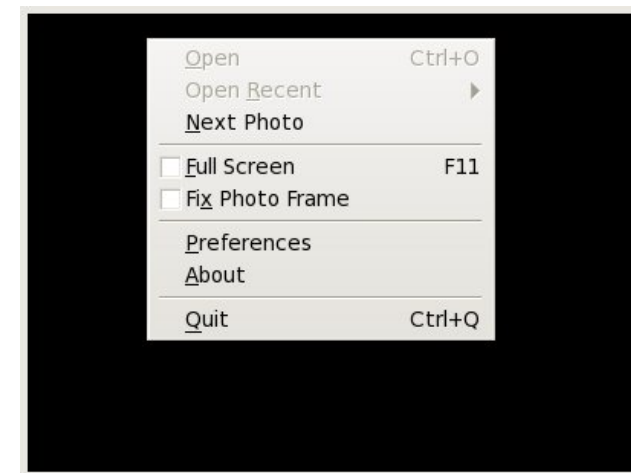 Open Ctrl+O
Open Recent
Next Photo
Full Screen F11
Fix Photo Frame
Preferences
About
Quit Ctrl+Q